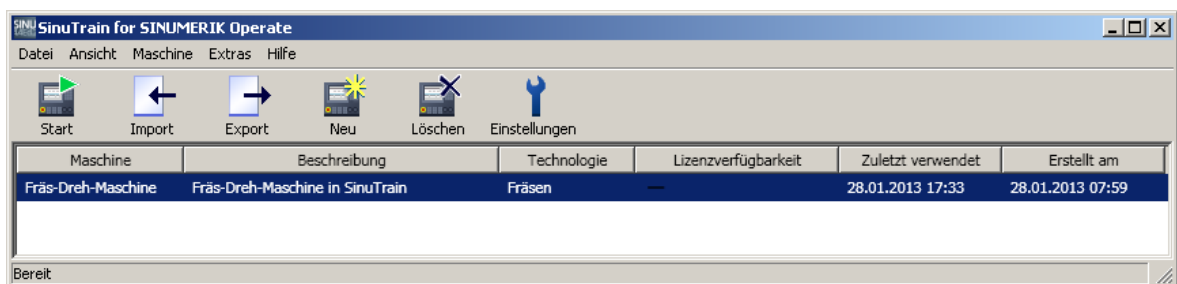 SINU SinuTrain for SINUMERIK Operate
Datei Ansicht Maschine Extras Hilfe
Start Import Export Neu Löschen Einstellungen
Maschine Beschreibung Technologie Lizenzverfügbarkeit Zuletzt verwendet Erstellt am
Fräs-Dreh-Maschine Fräs-Dreh-Maschine in SinuTrain Fräsen — 28.01.2013 17:33 28.01.2013 07:59
Bereit